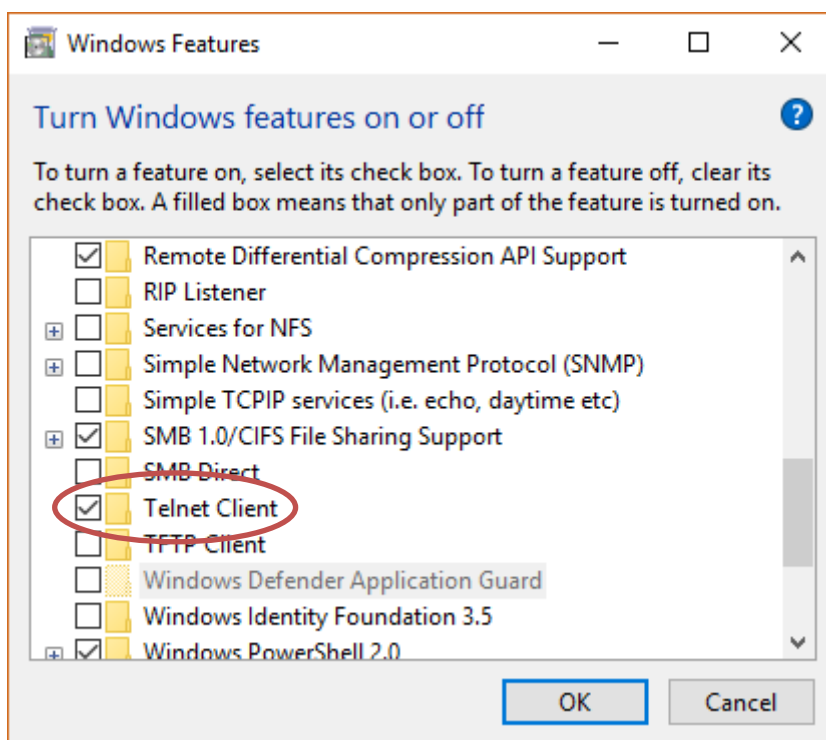 Windows Features
Turn Windows features on or off
?
To turn a feature on, select its check box. To turn a feature off, clear its
check box. A filled box means that only part of the feature is turned on.
Remote Differential Compression API Support
RIP Listener
Services for NFS
Simple Network Management Protocol (SNMP)
Simple TCPIP services (i.e. echo, daytime etc)
SMB 1.0/CIFS File Sharing Support
SMB Direct
Telnet Client
TFTP Client
Windows Defender Application Guard
Windows Identity Foundation 3.5
Windows PowerShell 2.0
OK Cancel